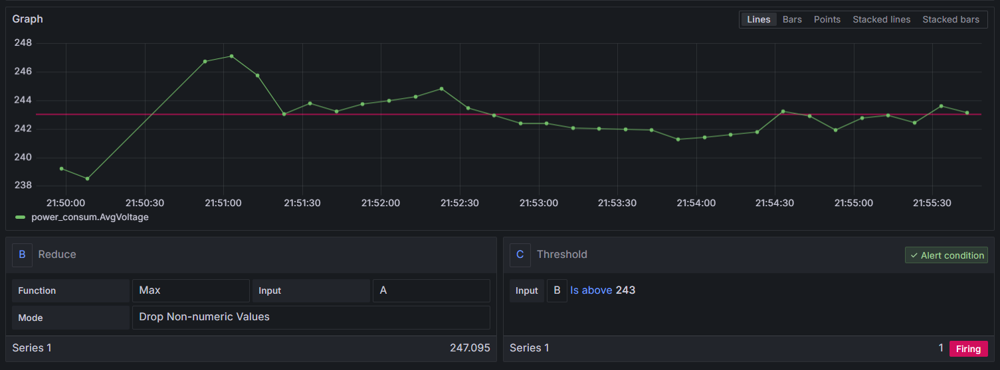 Graph
Lines Bars Points Stacked lines Stacked bars
248
246
244
242
240
238
21:50:00 21:50:30 21:51:00 21:51:30 21:52:00 21:52:30 21:53:00 21:53:30 21:54:00 21:54:30 21:55:00 21:55:30
power_consum.AvgVoltage
B Reduce
Function Max Input A
Mode Drop Non-numeric Values
Series 1 247.095
C Threshold ✓ Alert condition
Input B Is above 243
Series 1 1 Firing